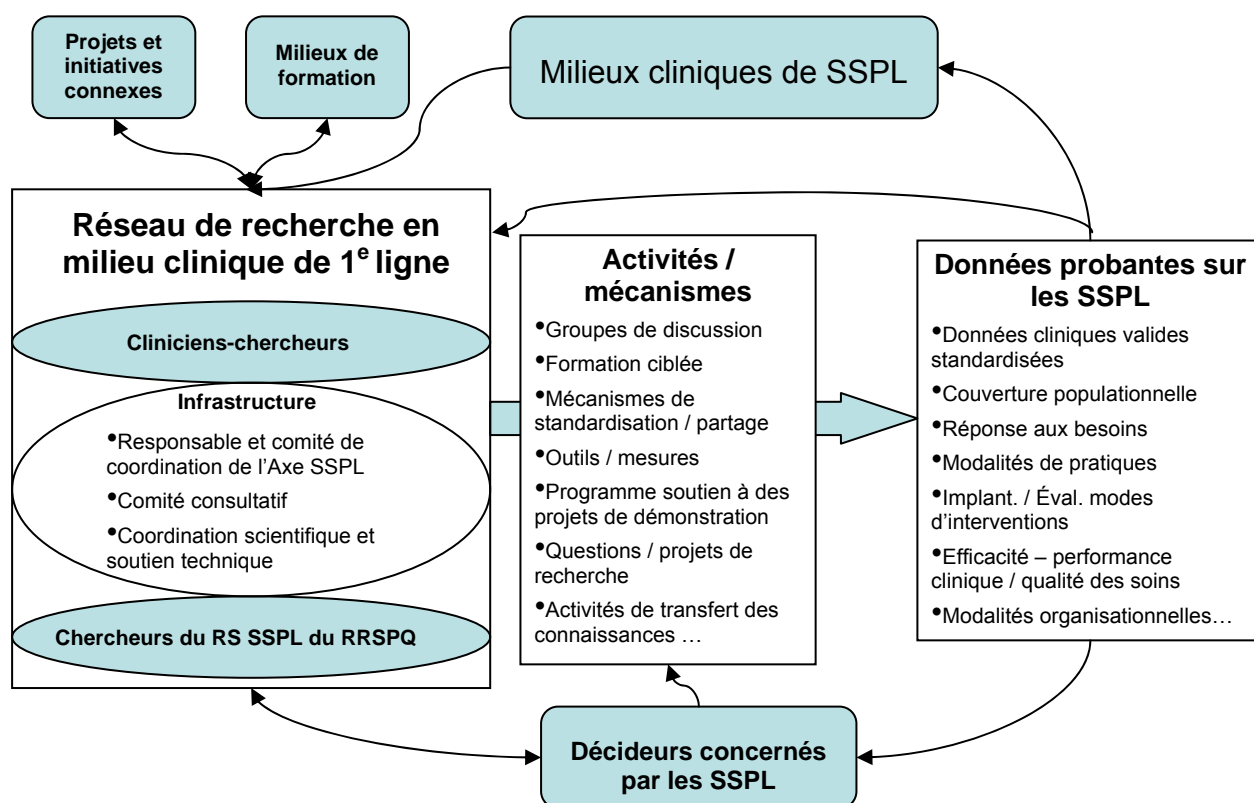 Projets et
initiatives
connexes
Milieux de
formation
Milieux cliniques de SSPL
Réseau de recherche en
milieu clinique de 1e ligne
Cliniciens-chercheurs
Infrastructure
•Responsable et comité de
coordination de l’Axe SSPL
•Comité consultatif
•Coordination scientifique et
soutien technique
Chercheurs du RS SSPL du RRSPQ
Activités /
mécanismes
•Groupes de discussion
•Formation ciblée
•Mécanismes de
standardisation / partage
•Outils / mesures
•Programme soutien à des
projets de démonstration
•Questions / projets de
recherche
•Activités de transfert des
connaissances …
Données probantes sur
les SSPL
•Données cliniques valides
standardisées
•Couverture populationnelle
•Réponse aux besoins
•Modalités de pratiques
•Implant. / Éval. modes
d’interventions
•Efficacité – performance
clinique / qualité des soins
•Modalités organisationnelles…
Décideurs concernés
par les SSPL